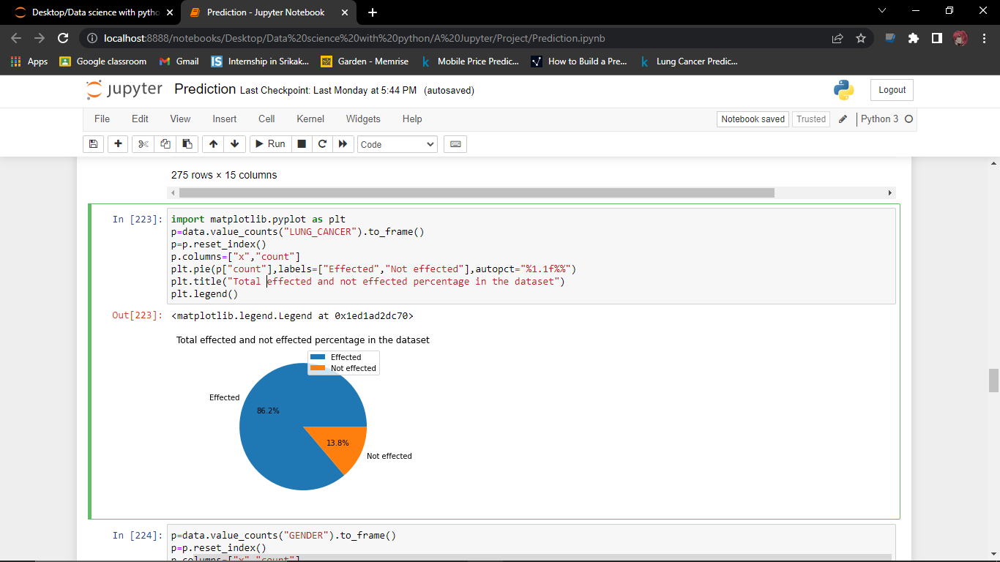 Desktop/Data science with pytho
Prediction - Jupyter Notebook
localhost:8888/notebooks/Desktop/Data%20science%20with%20python/A%20Jupyter/Project/Prediction.ipynb
Apps Google classroom Gmail IS Internship in Srikak... Garden - Memrise k Mobile Price Predic... How to Build a Pre... k Lung Cancer Predic...
jupyter Prediction Last Checkpoint: Last Monday at 5:44 PM (autosaved) Logout
File Edit View Insert Cell Kernel Widgets Help Notebook saved Trusted Python 3
Run Code
275 rows × 15 columns
In [223]: import matplotlib.pyplot as plt
p=data.value_counts("LUNG_CANCER").to_frame()
p=p.reset_index()
p.columns=["x","count"]
plt.pie(p["count"],labels=["Effected","Not effected"],autopct="%1.1f%%")
plt.title("Total effected and not effected percentage in the dataset")
plt.legend()
Out[223]: <matplotlib.legend.Legend at 0x1ed1ad2dc70>
Total effected and not effected percentage in the dataset
Effected
Not effected
Effected
86.2%
13.8%
Not effected
In [224]: p=data.value_counts("GENDER").to_frame()
p=p.reset_index()
p.columns=["x","count"]